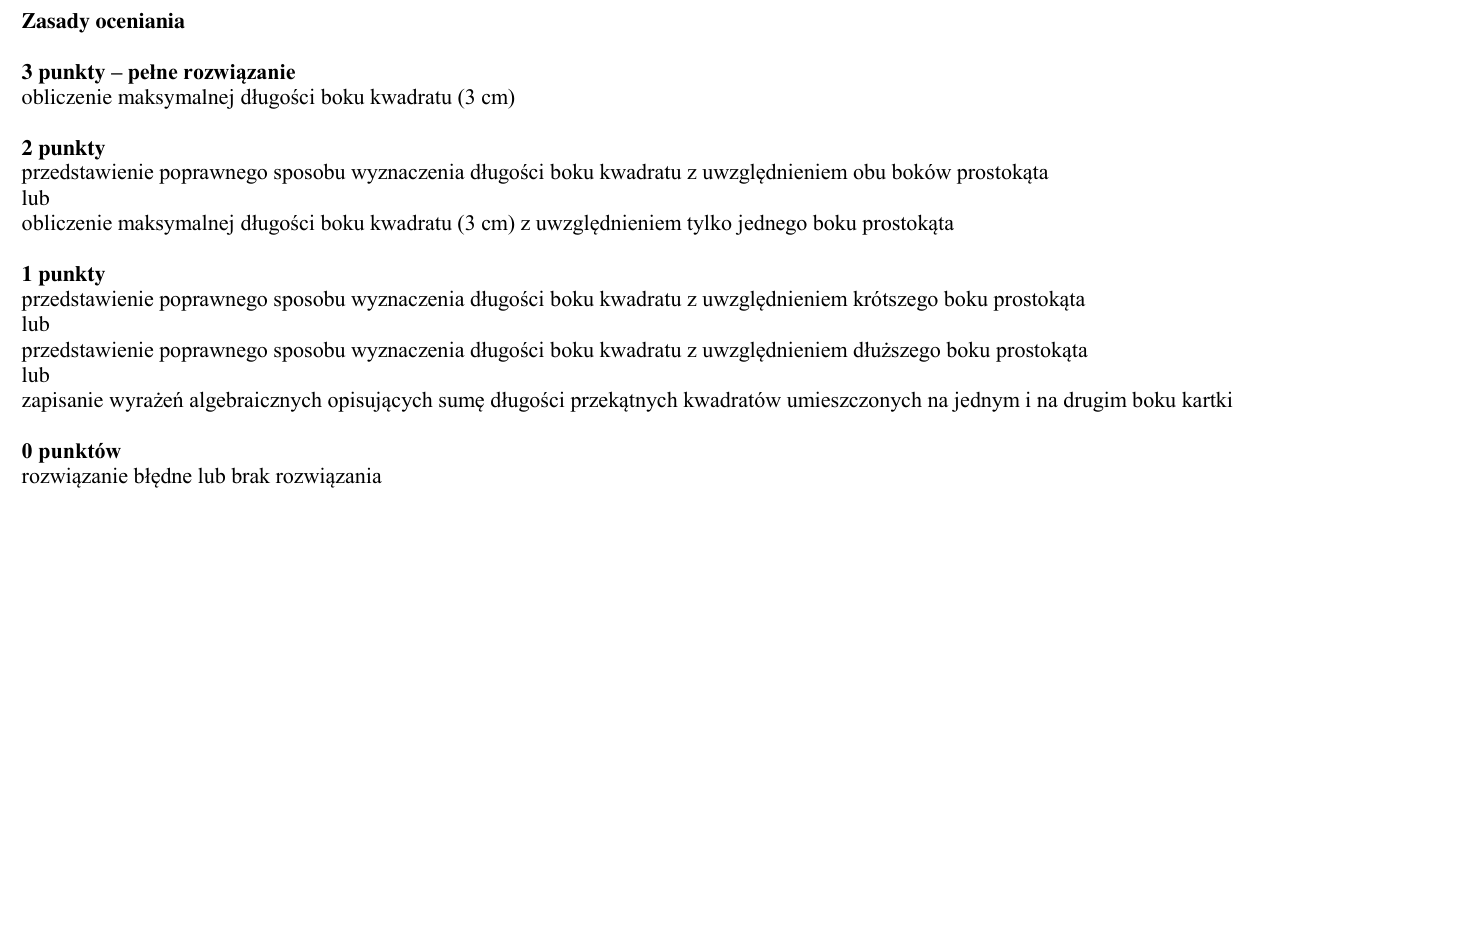 Zasady oceniania
3 punkty – pełne rozwiązanie
obliczenie maksymalnej długości boku kwadratu (3 cm)
2 punkty
przedstawienie poprawnego sposobu wyznaczenia długości boku kwadratu z uwzględnieniem obu boków prostokąta
lub
obliczenie maksymalnej długości boku kwadratu (3 cm) z uwzględnieniem tylko jednego boku prostokąta
1 punkty
przedstawienie poprawnego sposobu wyznaczenia długości boku kwadratu z uwzględnieniem krótszego boku prostokąta
lub
przedstawienie poprawnego sposobu wyznaczenia długości boku kwadratu z uwzględnieniem dłuższego boku prostokąta
lub
zapisanie wyrażeń algebraicznych opisujących sumę długości przekątnych kwadratów umieszczonych na jednym i na drugim boku kartki
0 punktów
rozwiązanie błędne lub brak rozwiązania